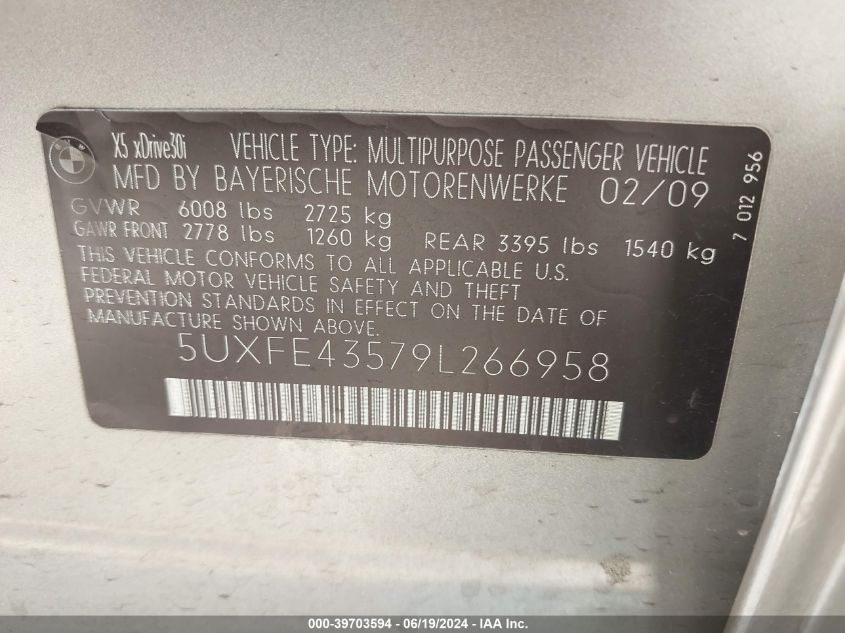 X5 xDrive30i VEHICLE TYPE: MULTIPURPOSE PASSENGER VEHICLE
MFD BY BAYERISCHE MOTORENWERKE 02/09
GVWR 6008 lbs 2725 kg
GAWR FRONT 2778 lbs 1260 kg REAR 3395 lbs 1540 kg
THIS VEHICLE CONFORMS TO ALL APPLICABLE U.S.
FEDERAL MOTOR VEHICLE SAFETY AND THEFT
PREVENTION STANDARDS IN EFFECT ON THE DATE OF
MANUFACTURE SHOWN ABOVE.
5UXFE43579L266958
7 012 956
000-39703594 - 06/19/2024 - IAAI.com